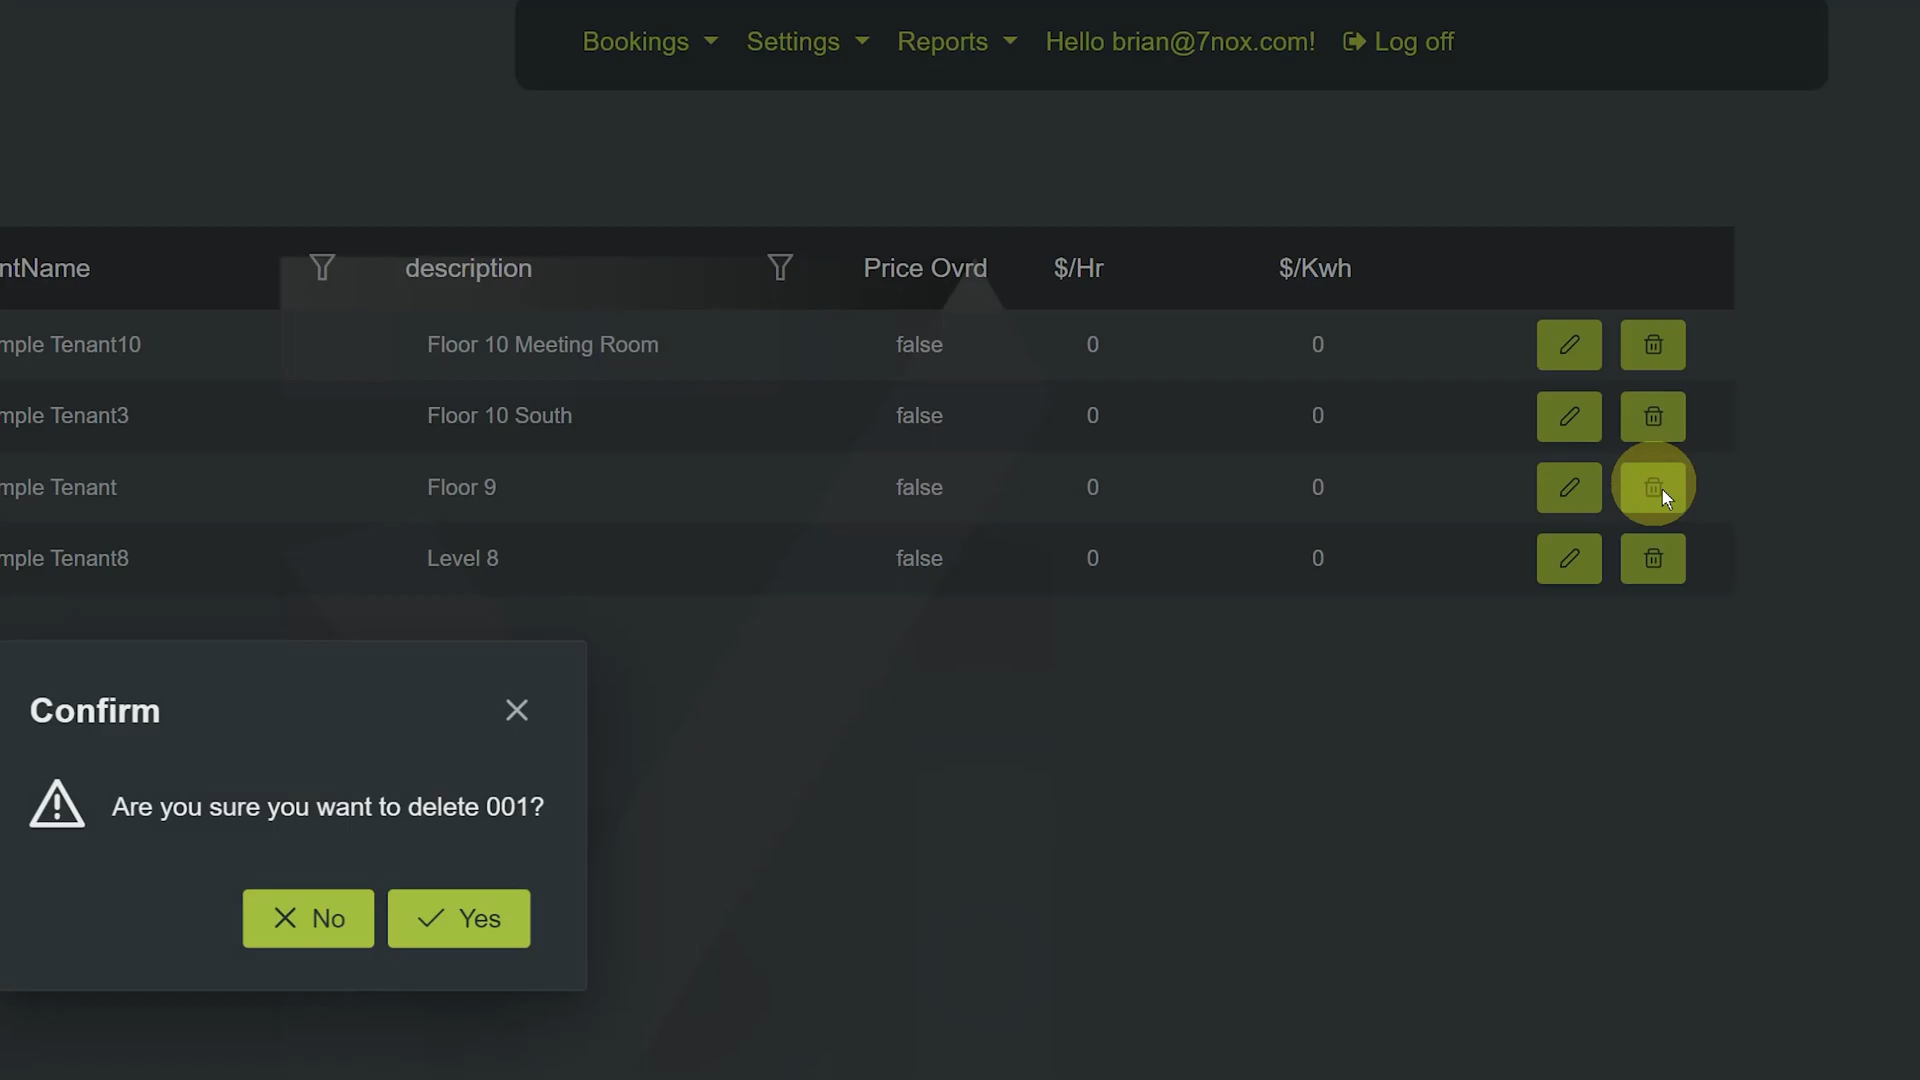 Bookings Settings Reports Hello brian@7nox.com! Log off
ntName description Price Ovrd $/Hr $/Kwh
mple Tenant10 Floor 10 Meeting Room false 0 0
mple Tenant3 Floor 10 South false 0 0
mple Tenant Floor 9 false 0 0
mple Tenant8 Level 8 false 0 0
Confirm
Are you sure you want to delete 001?
No Yes